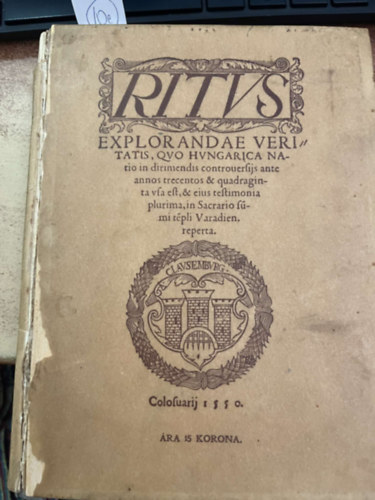 RITVS
EXPLORANDAE VERI=
TATIS, QVO HVNGARICA NA-
tio in dirimendis controuersijs ante
annos trecentos & quadragin-
ta vsa est, & eius testimonia
plurima, in Sacrario sũ-
mi tẽpli Varadien.
reperta.
CLAVSEMBVRG
Colosuarij 1550.
ÁRA 15 KORONA.